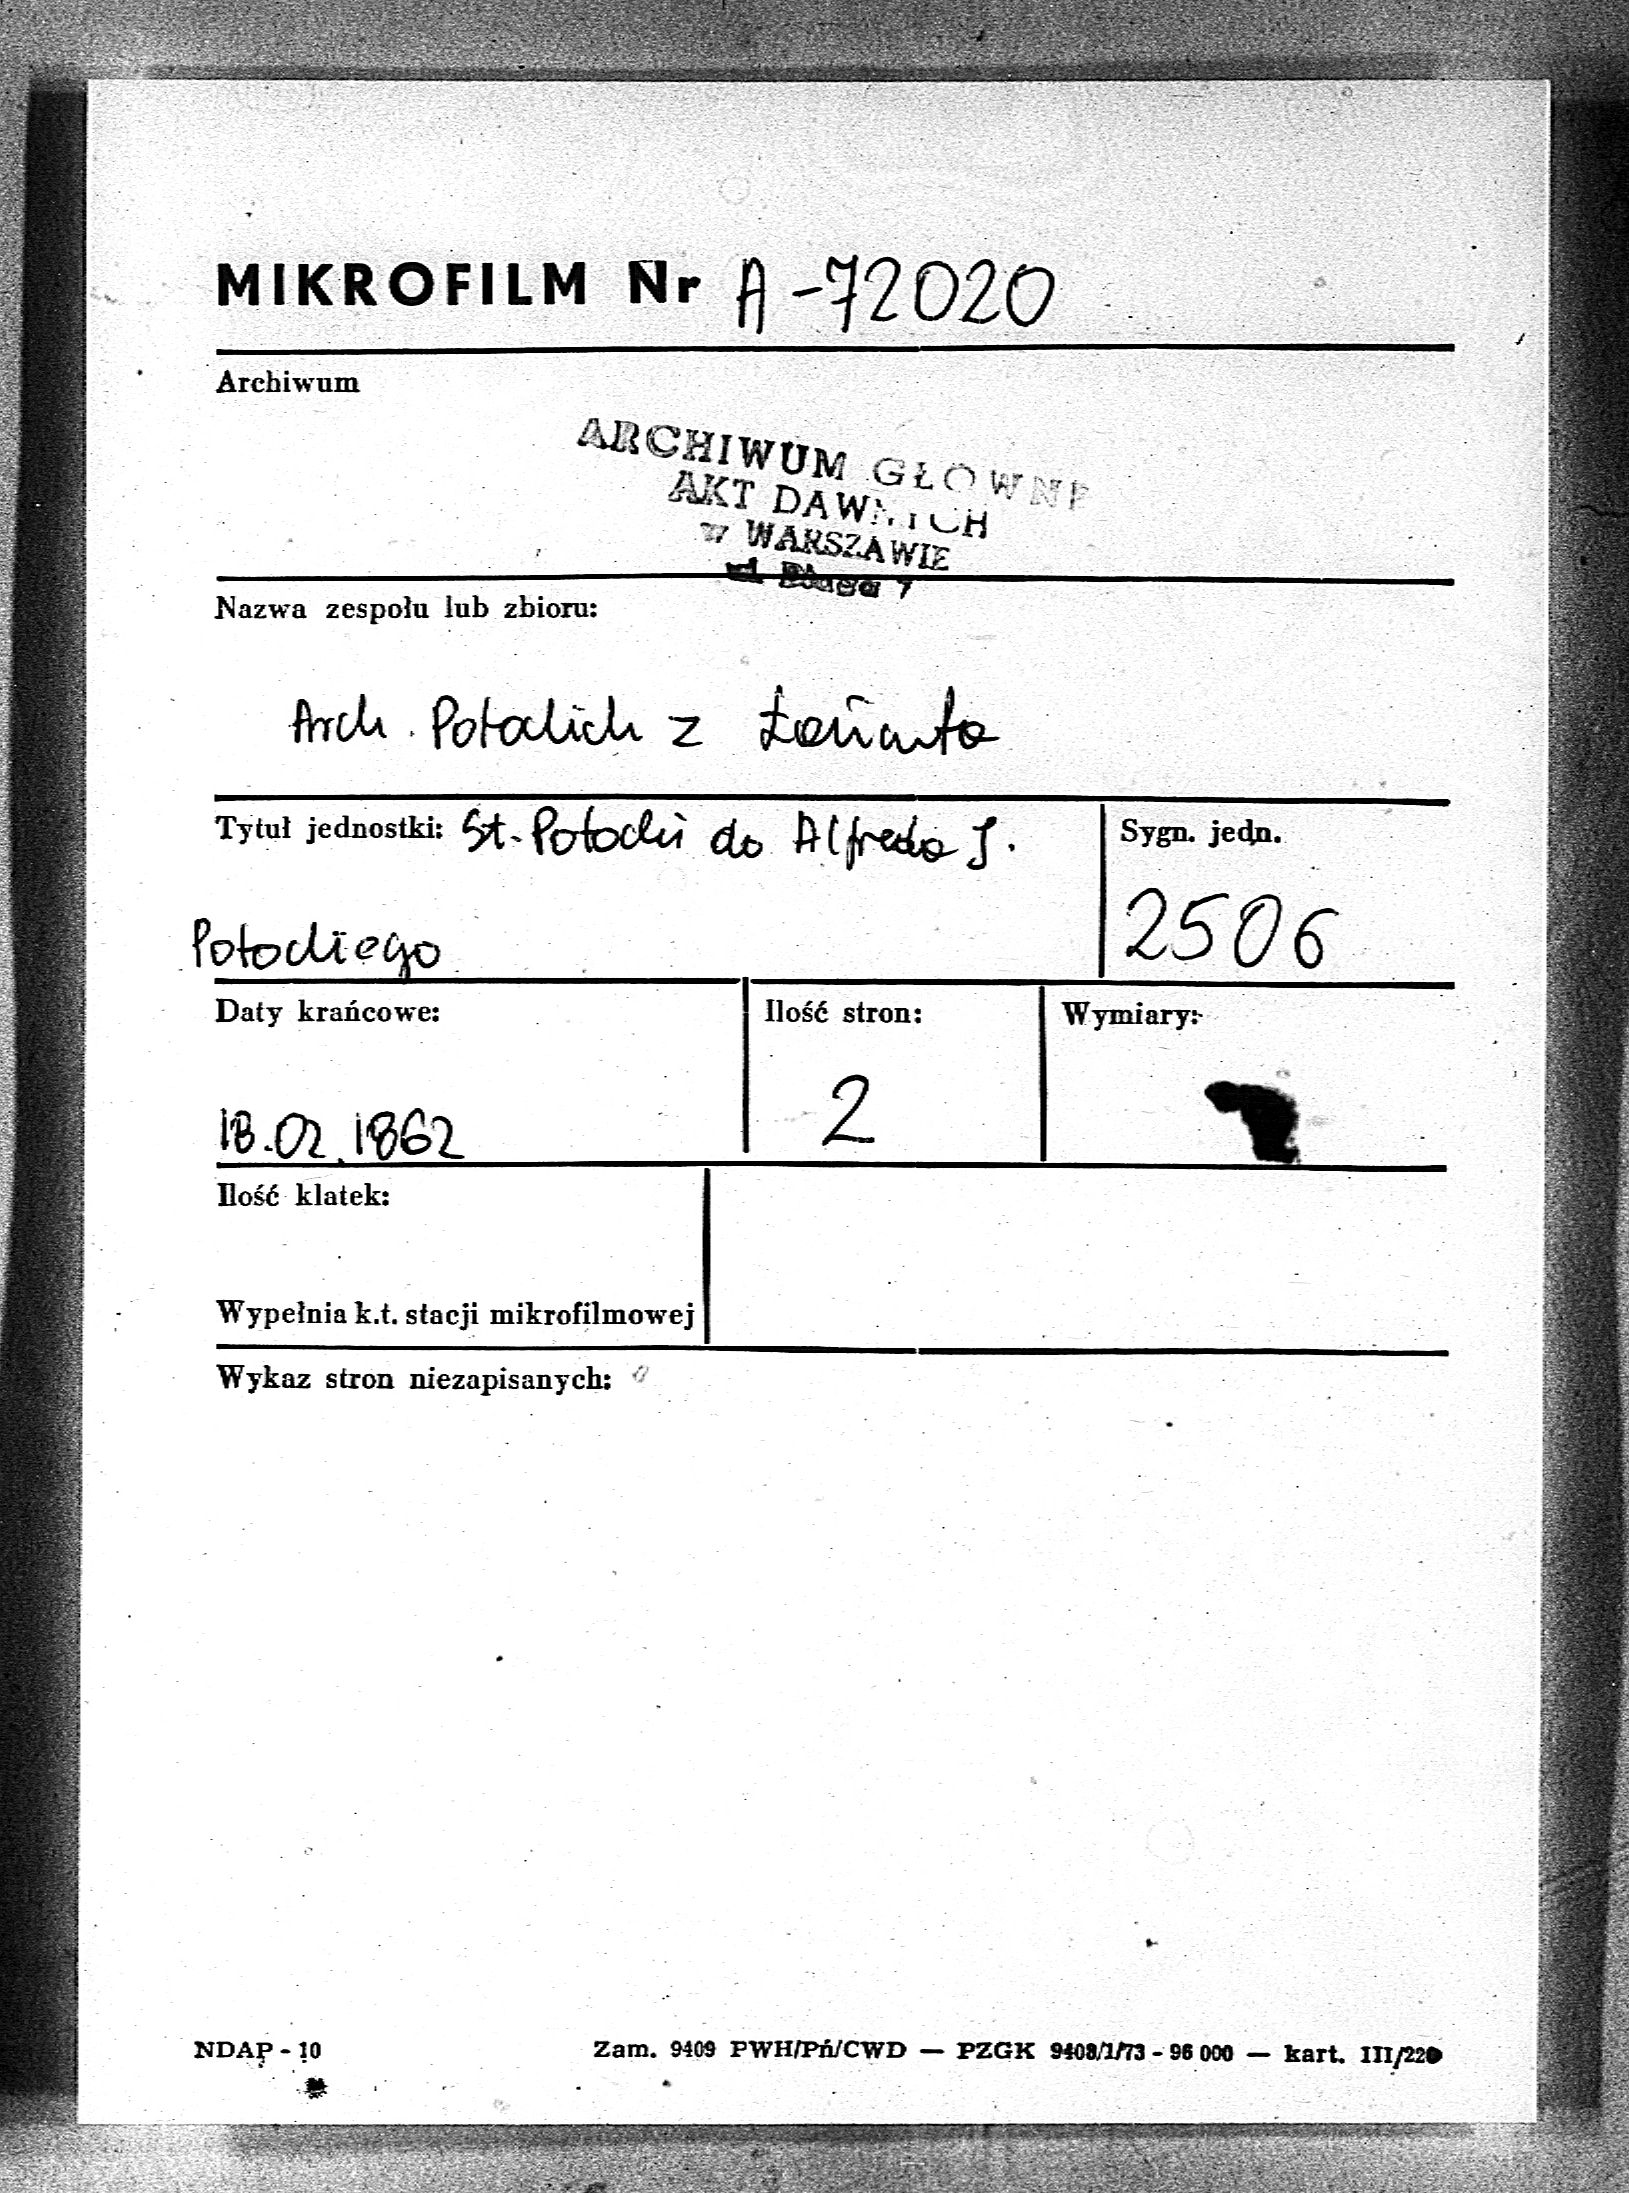 MIKROFILM Nr A-72020
Archiwum
ARCHIWUM GŁÓWNE
AKT DAWNYCH
w WARSZAWIE
ul. Długa 7
Nazwa zespołu lub zbioru:
Arch. Potockich z Łańcuta
Tytuł jednostki: St. Potocki do Alfreda J.
Potockiego
Sygn. jedn.
2506
Daty krańcowe:
18.02.1862
Ilość stron:
2
Wymiary:
Ilość klatek:
Wypełnia k.t. stacji mikrofilmowej
Wykaz stron niezapisanych:
NDAP - 10
Zam. 9409 PWH/Pń/CWD — PZGK 9408/1/73 - 96 000 — kart. III/220